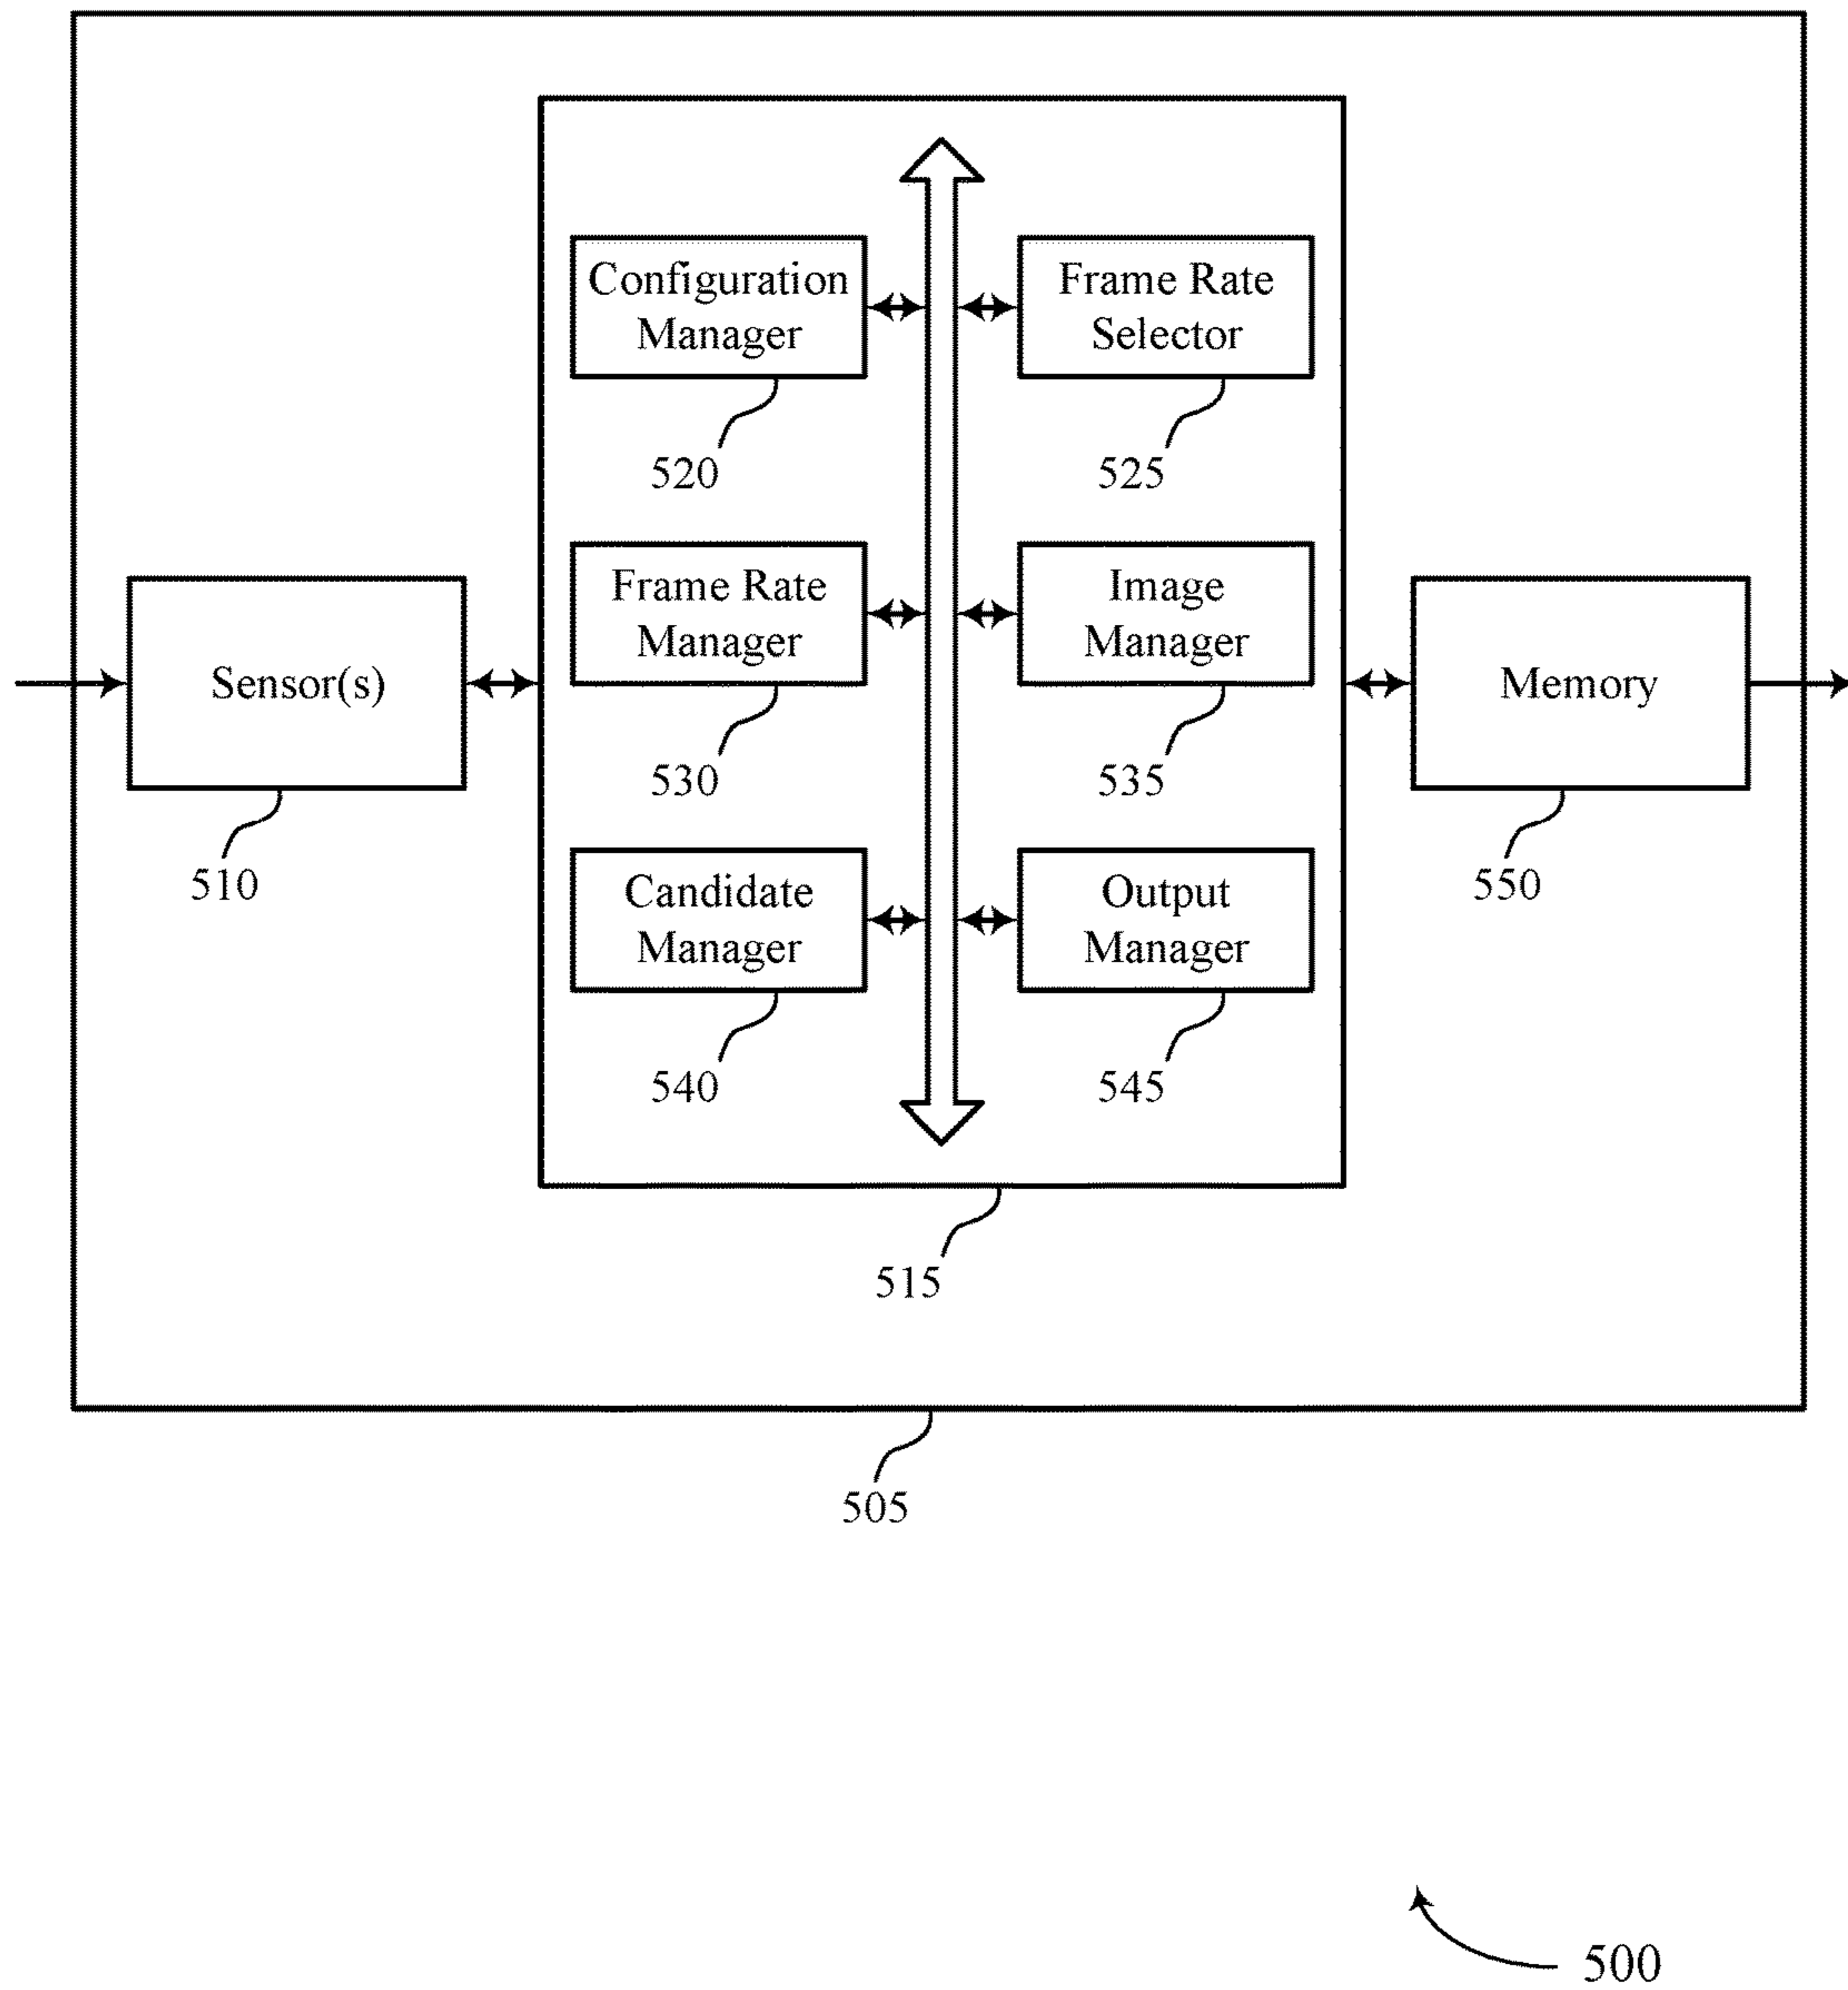 Configuration
Manager
520
Frame Rate
Selector
525
Sensor(s)
510
Frame Rate
Manager
530
Image
Manager
535
Memory
550
Candidate
Manager
540
Output
Manager
545
515
505
500